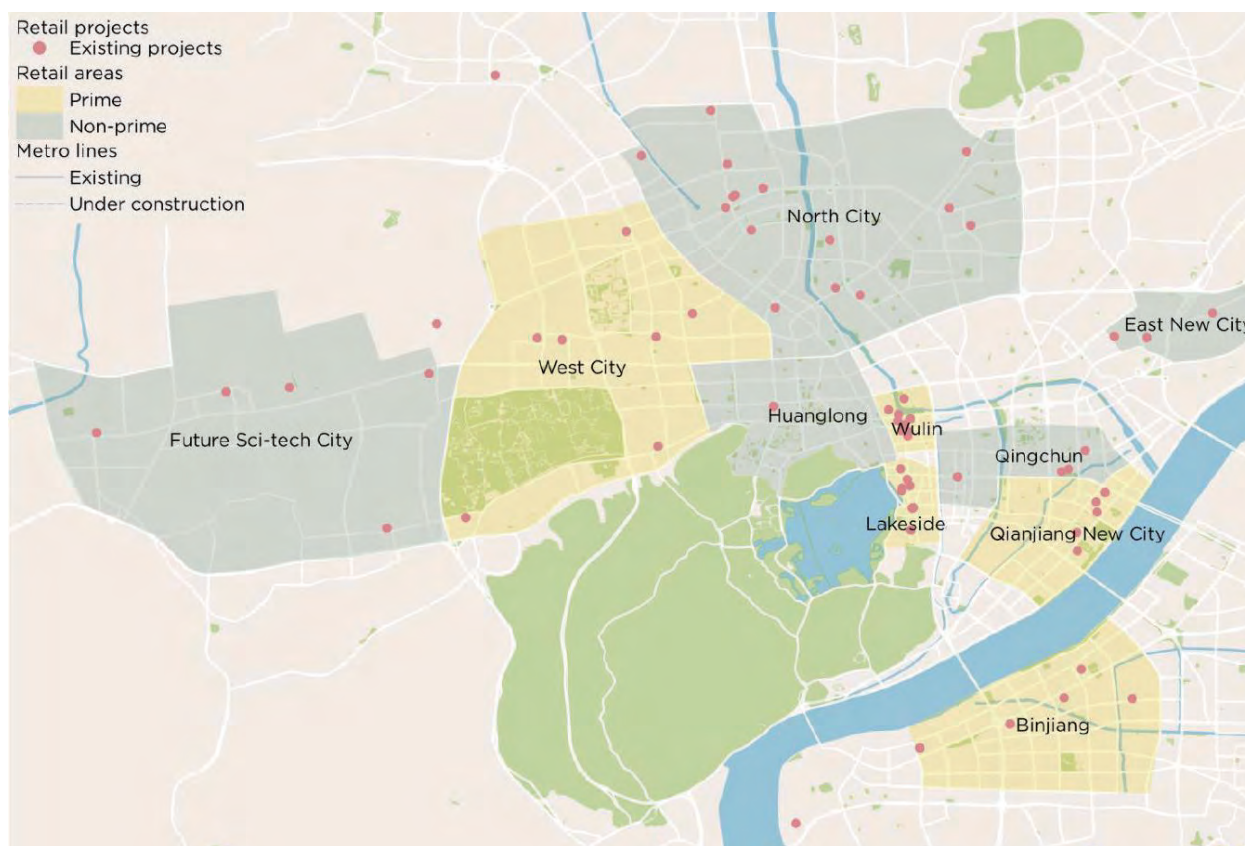 Retail projects
Existing projects
Retail areas
Prime
Non-prime
Metro lines
Existing
Under construction
North City
East New City
West City
Huanglong
Wulin
Future Sci-tech City
Qingchun
Lakeside
Qianjiang New City
Binjiang